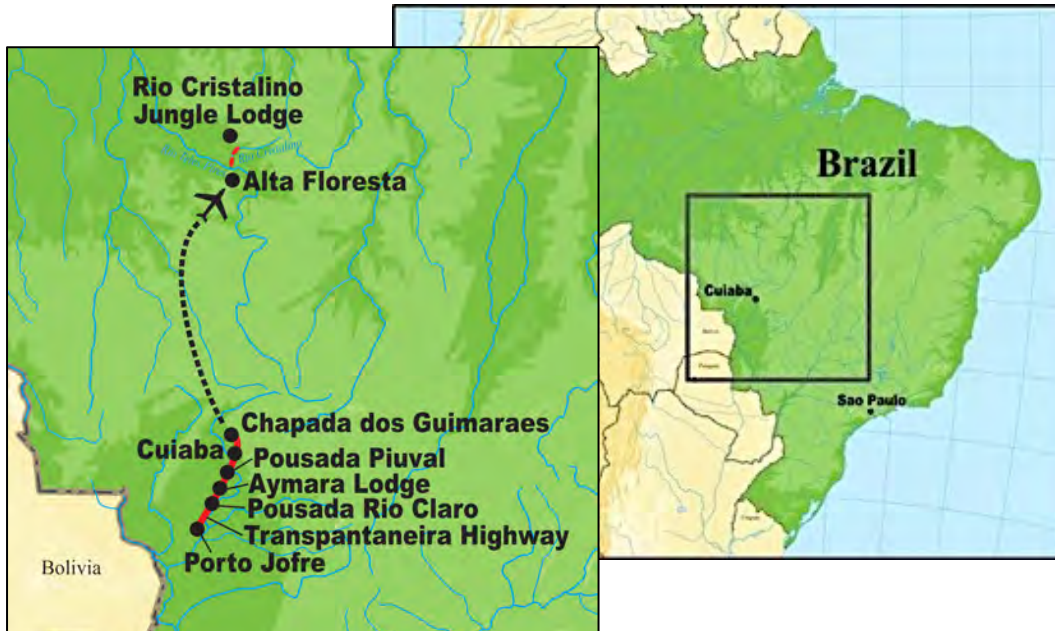 Rio Cristalino
Jungle Lodge
Alta Floresta
Chapada dos Guimaraes
Cuiaba
Pousada Piuval
Aymara Lodge
Pousada Rio Claro
Transpantaneira Highway
Porto Jofre
Bolivia
Brazil
Cuiaba
Sao Paulo